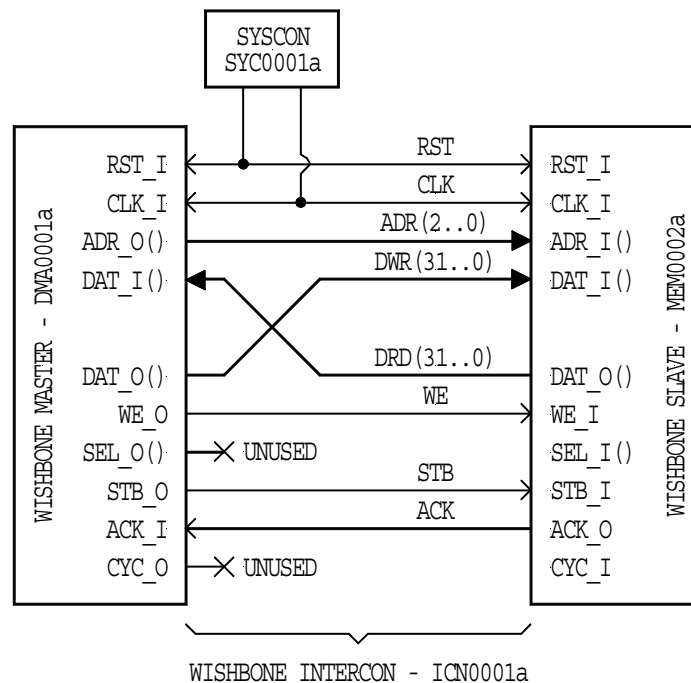 SYSCON
SYC0001a
WISHBONE MASTER - DMA0001a
RST_I
CLK_I
ADR_O()
DAT_I()
DAT_O()
WE_O
SEL_O()
STB_O
ACK_I
CYC_O
RST
CLK
ADR(2..0)
DWR(31..0)
DRD(31..0)
WE
UNUSED
STB
ACK
UNUSED
RST_I
CLK_I
ADR_I()
DAT_I()
DAT_O()
WE_I
SEL_I()
STB_I
ACK_O
CYC_I
WISHBONE SLAVE - MEM0002a
WISHBONE INTERCON - ICN0001a